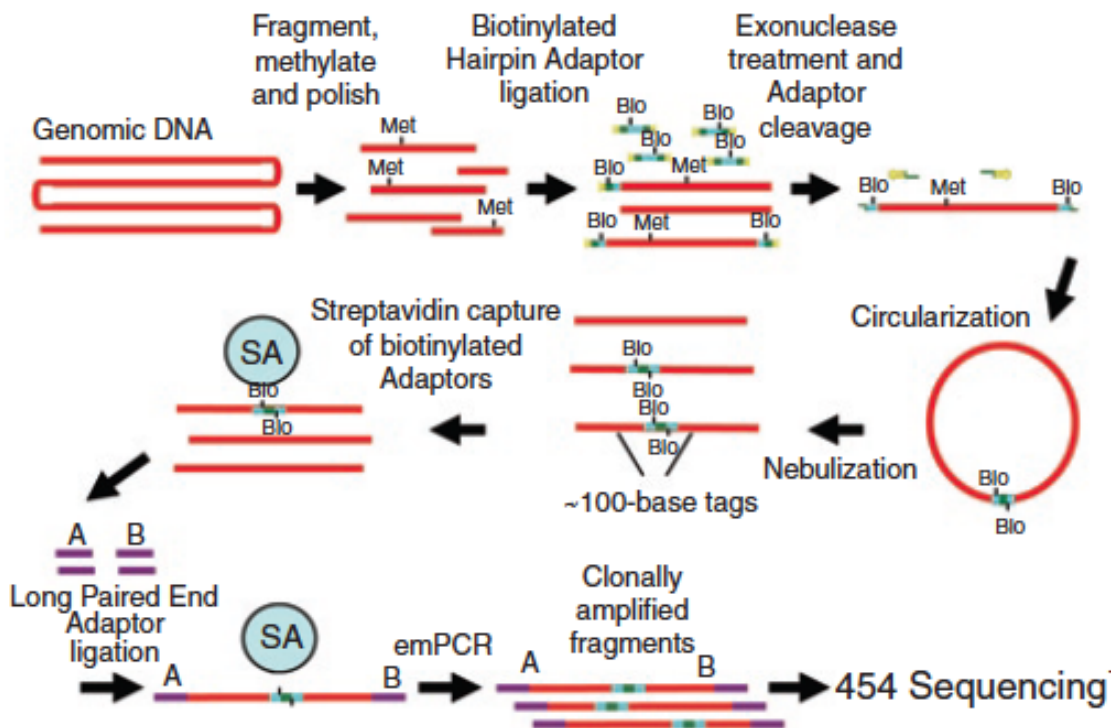 Fragment,
methylate
and polish
Biotinylated
Hairpin Adaptor
ligation
Exonuclease
treatment and
Adaptor
cleavage
Genomic DNA
Met
Met
Met
Bio
Bio
Bio
Bio
Bio
Met
Bio
Met
Bio
Bio
Met
Bio
Circularization
Bio
Bio
Nebulization
Bio
Bio
Bio
Bio
~100-base tags
Streptavidin capture
of biotinylated
Adaptors
SA
Bio
Bio
A B
Long Paired End
Adaptor
ligation
SA
A B
emPCR
Clonally
amplified
fragments
A B
454 Sequencing